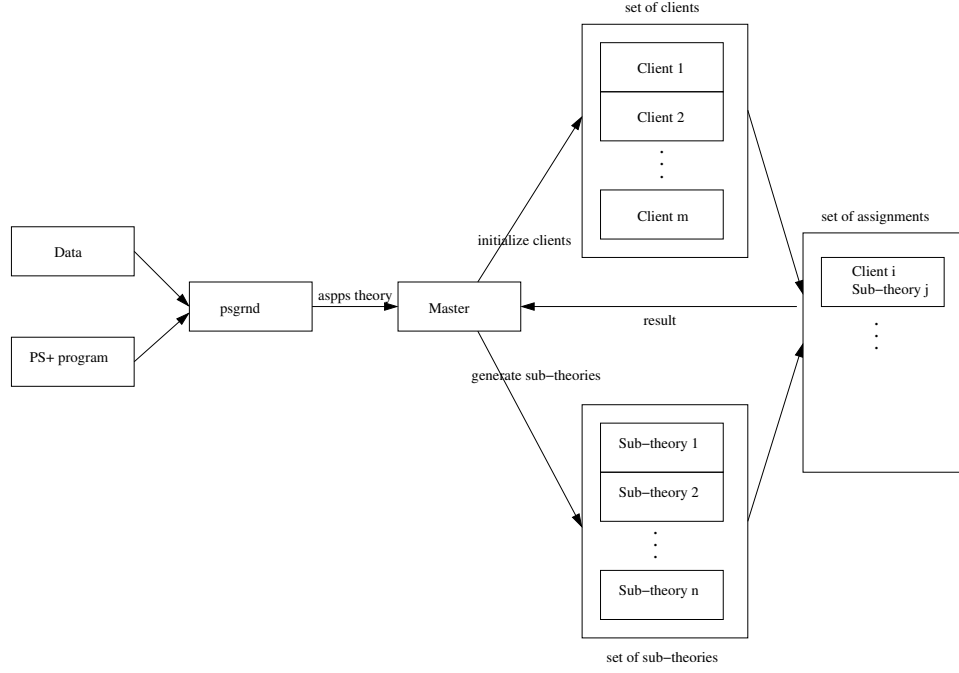 set of clients
Client 1
Client 2
Client m
initialize clients
Data
PS+ program
psgrnd
aspps theory
Master
result
generate sub−theories
set of assignments
Client i
Sub−theory j
Sub−theory 1
Sub−theory 2
Sub−theory n
set of sub−theories